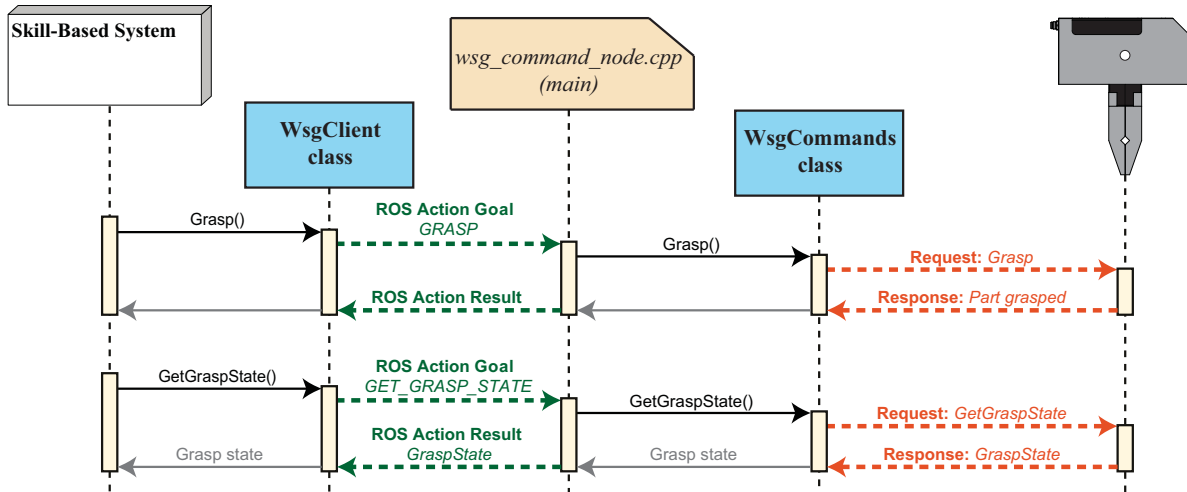 Skill-Based System
wsg_command_node.cpp
(main)
WsgClient
class
WsgCommands
class
Grasp()
ROS Action Goal
GRASP
Grasp()
Request: Grasp
ROS Action Result
Response: Part grasped
GetGraspState()
ROS Action Goal
GET_GRASP_STATE
GetGraspState()
Request: GetGraspState
Grasp state
ROS Action Result
GraspState
Grasp state
Response: GraspState